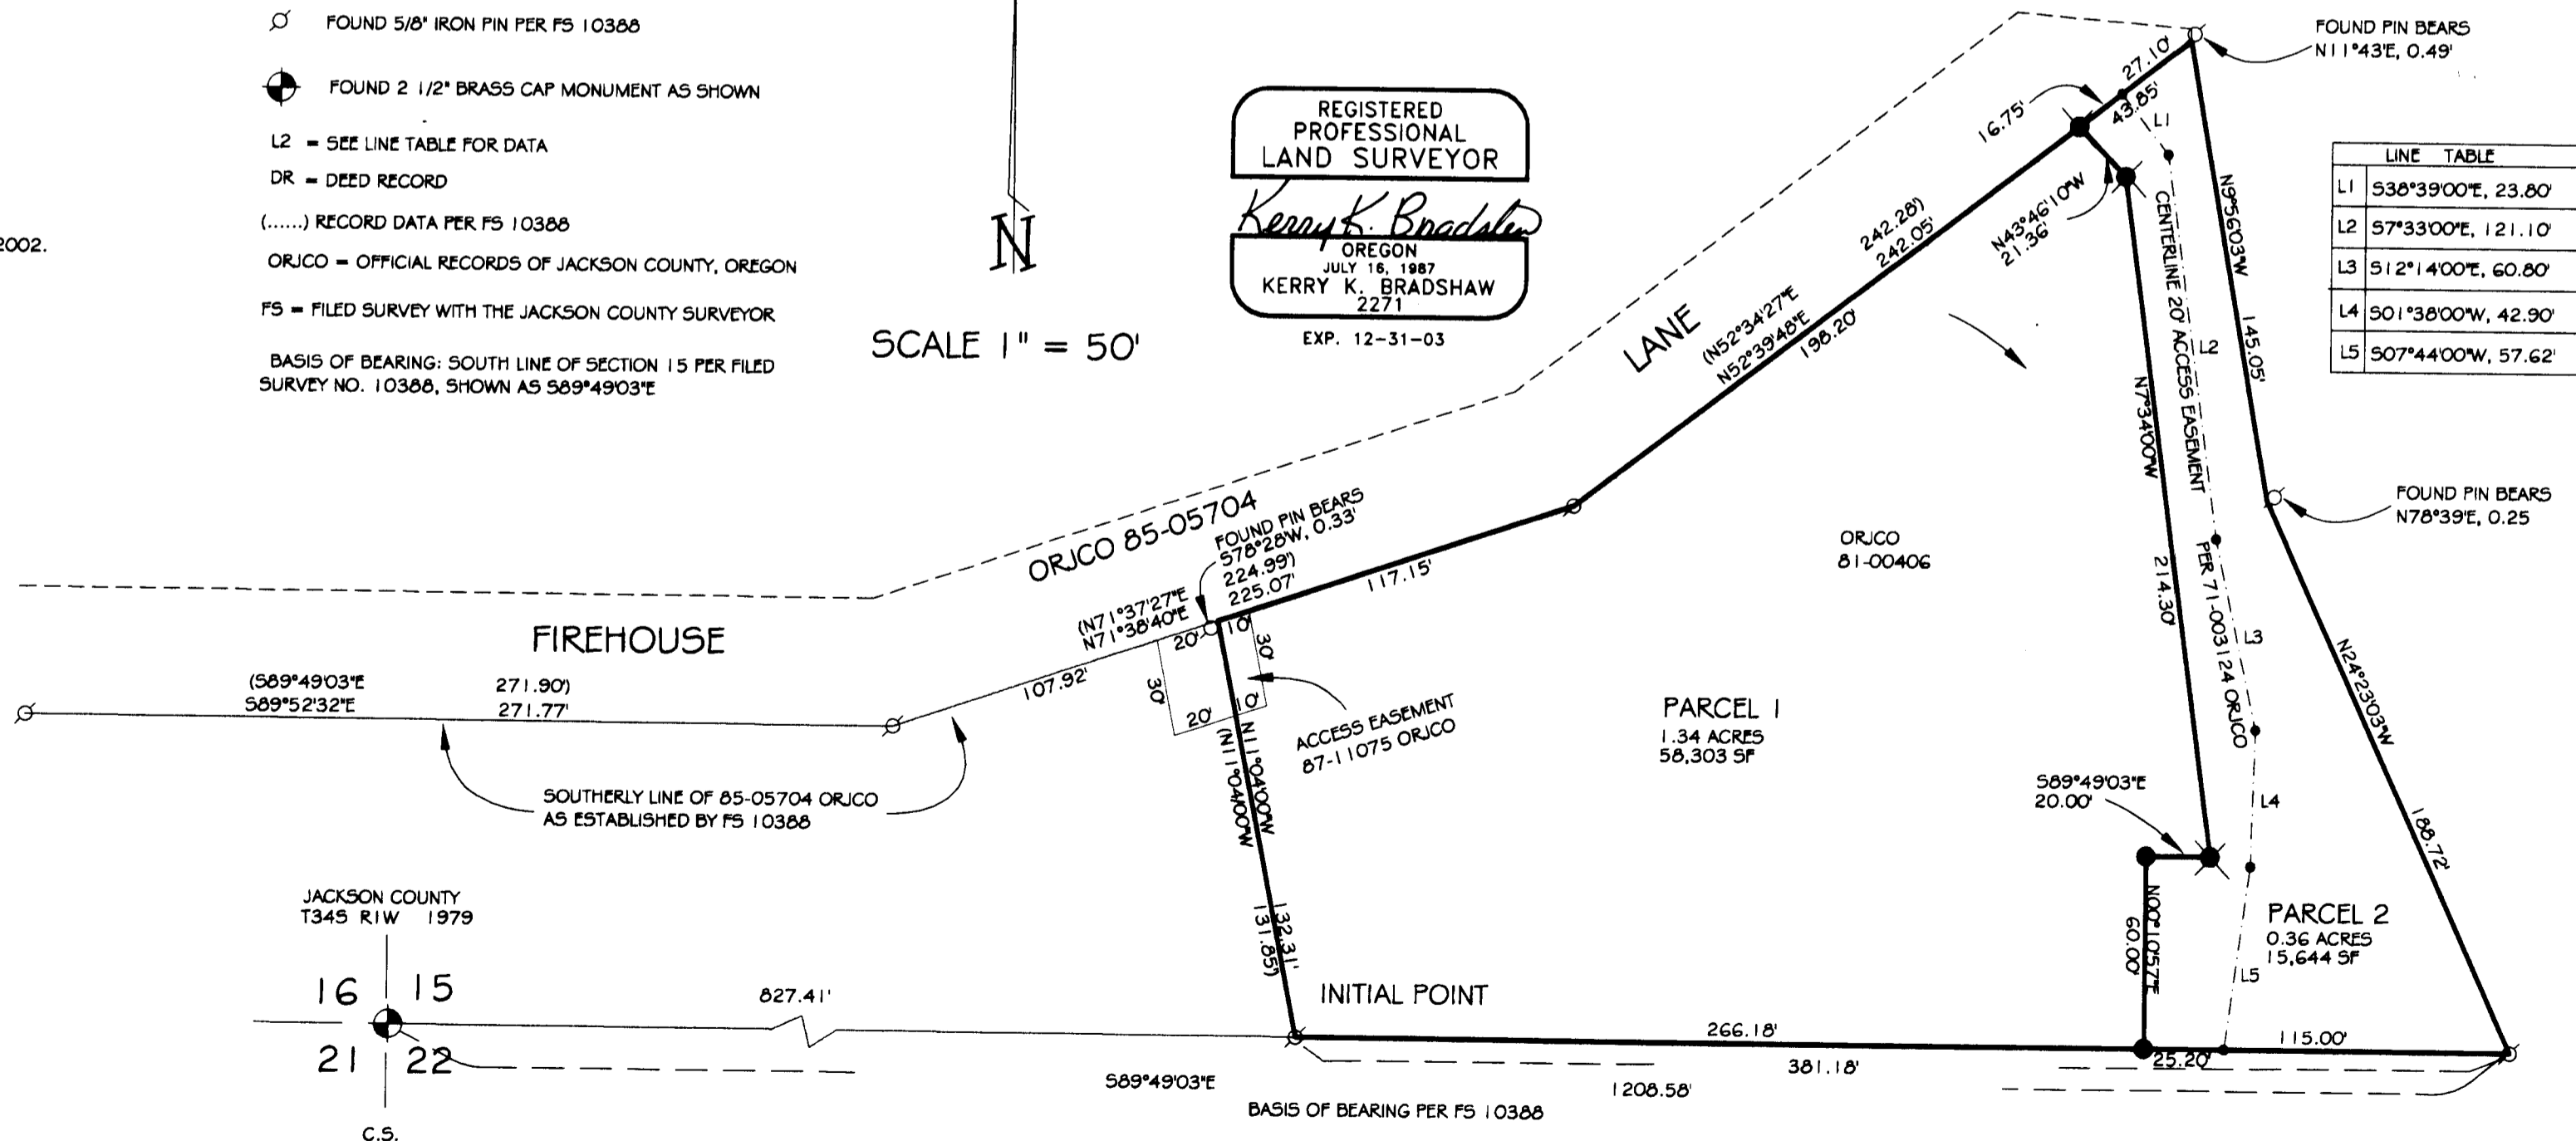 FOUND 5/8" IRON PIN PER FS 10388
FOUND 2 1/2" BRASS CAP MONUMENT AS SHOWN
L2 = SEE LINE TABLE FOR DATA
DR = DEED RECORD
(......) RECORD DATA PER FS 10388
2002.
ORJCO = OFFICIAL RECORDS OF JACKSON COUNTY, OREGON
FS = FILED SURVEY WITH THE JACKSON COUNTY SURVEYOR
BASIS OF BEARING: SOUTH LINE OF SECTION 15 PER FILED
SURVEY NO. 10388, SHOWN AS S89°49'03"E
N
SCALE 1" = 50'
REGISTERED
PROFESSIONAL
LAND SURVEYOR
Kerry K. Bradshaw
OREGON
JULY 16, 1987
KERRY K. BRADSHAW
2271
EXP. 12-31-03
FOUND PIN BEARS
N11°43'E, 0.49'
27.10'
43.85'
16.75'
L1
N43°46'10"W
21.36'
LINE TABLE
L1 S38°39'00"E, 23.80'
L2 S7°33'00"E, 121.10'
L3 S12°14'00"E, 60.80'
L4 S01°38'00"W, 42.90'
L5 S07°44'00"W, 57.62'
242.28')
242.05'
LANE
(N52°34'27"E
N52°39'48"E
198.20'
N9°56'03"W
145.05'
CENTERLINE 20' ACCESS EASEMENT
PER 71-003124 ORJCO
L2
N7°34'00"W
214.30'
FOUND PIN BEARS
N78°39'E, 0.25
ORJCO 85-05704
FOUND PIN BEARS
S78°28'W, 0.33'
224.99')
225.07'
117.15'
ORJCO
81-00406
(N71°37'27"E
N71°38'40"E
20'
10'
30'
30'
20'
10'
107.92'
FIREHOUSE
(S89°49'03"E 271.90')
S89°52'32"E 271.77'
ACCESS EASEMENT
87-11075 ORJCO
N11°04'00"W
(N11°04'00"W
132.31'
131.85')
PARCEL 1
1.34 ACRES
58,303 SF
L3
N24°23'03"W
188.72'
S89°49'03"E
20.00'
L4
SOUTHERLY LINE OF 85-05704 ORJCO
AS ESTABLISHED BY FS 10388
N00°10'57"E
60.00'
PARCEL 2
0.36 ACRES
15,644 SF
L5
JACKSON COUNTY
T34S R1W 1979
16 15
21 22
C.S.
827.41'
INITIAL POINT
266.18'
115.00'
25.20'
381.18'
S89°49'03"E
1208.58'
BASIS OF BEARING PER FS 10388